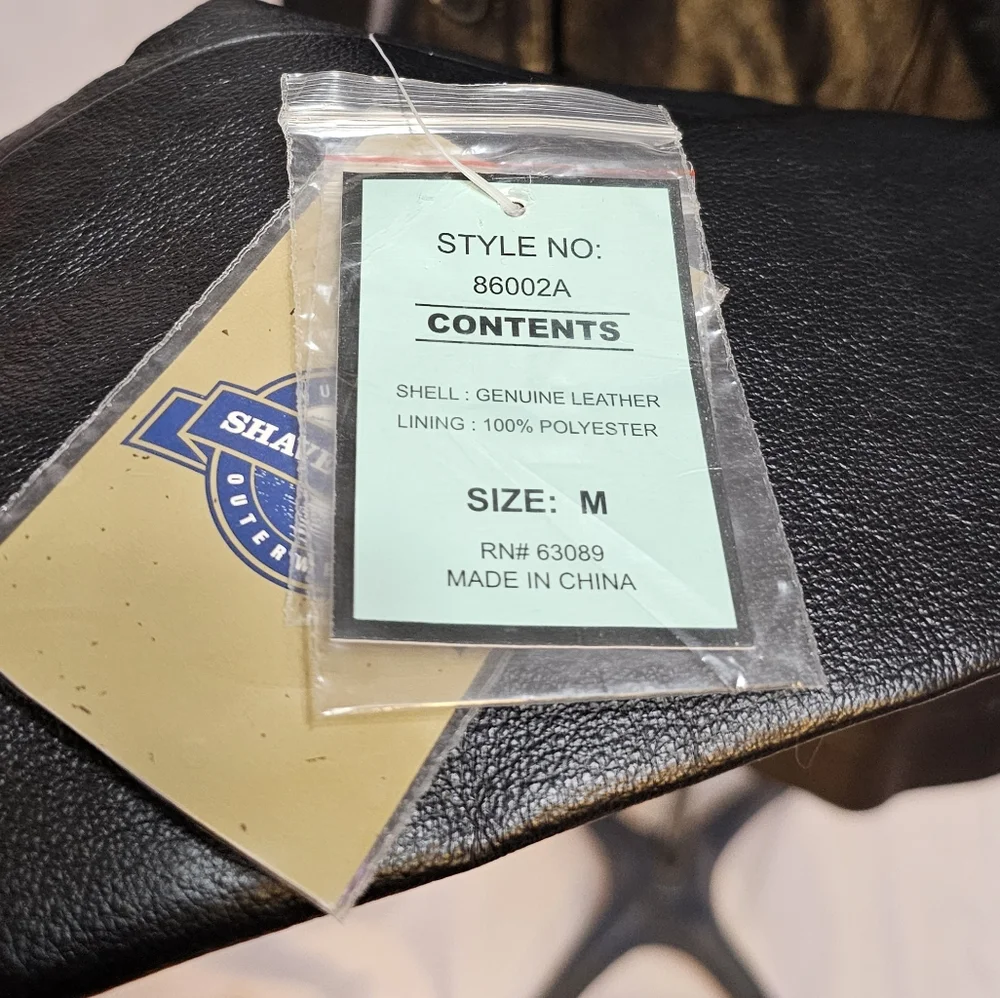 STYLE NO:
86002A
CONTENTS
SHELL : GENUINE LEATHER
LINING : 100% POLYESTER
SIZE: M
RN# 63089
MADE IN CHINA